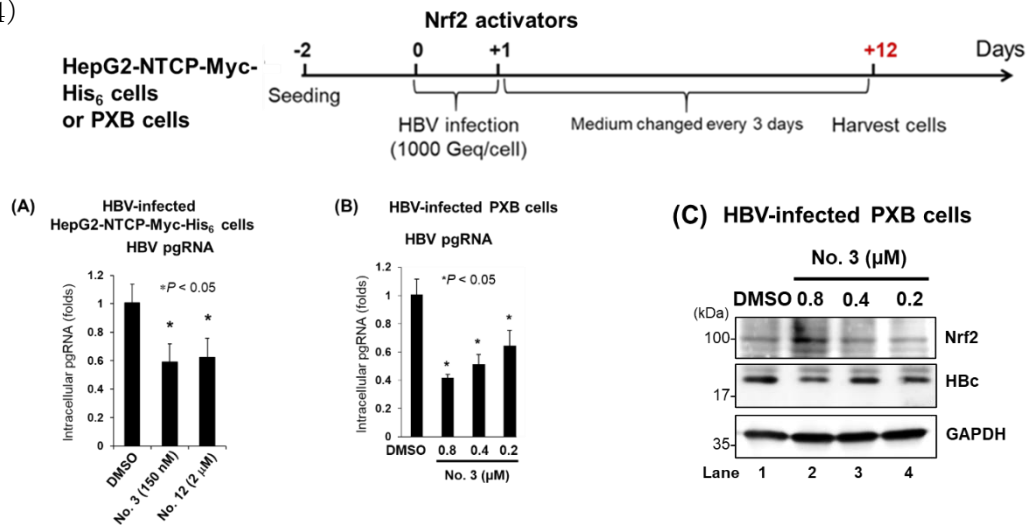 4)
Nrf2 activators
-2 0 +1 +12 Days
HepG2-NTCP-Myc-
His6 cells
or PXB cells
Seeding
HBV infection
(1000 Geq/cell)
Medium changed every 3 days
Harvest cells
(A) HBV-infected
HepG2-NTCP-Myc-His6 cells
HBV pgRNA
Intracellular pgRNA (folds)
1.2
1
0.8
0.6
0.4
0.2
0
*P < 0.05
*
*
DMSO
No. 3 (150 nM)
No. 12 (2 μM)
(B) HBV-infected PXB cells
HBV pgRNA
Intracellular pgRNA (folds)
1.2
1
0.8
0.6
0.4
0.2
0
*P < 0.05
*
*
*
DMSO 0.8 0.4 0.2
No. 3 (μM)
(C) HBV-infected PXB cells
No. 3 (μM)
DMSO 0.8 0.4 0.2
(kDa)
100- Nrf2
HBc
17-
GAPDH
35-
Lane 1 2 3 4